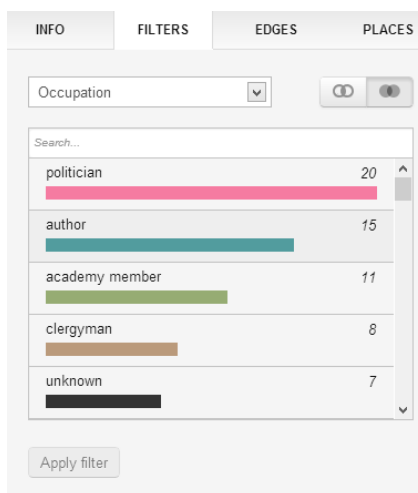 INFO FILTERS EDGES PLACES
Occupation
Search...
politician 20
author 15
academy member 11
clergyman 8
unknown 7
Apply filter